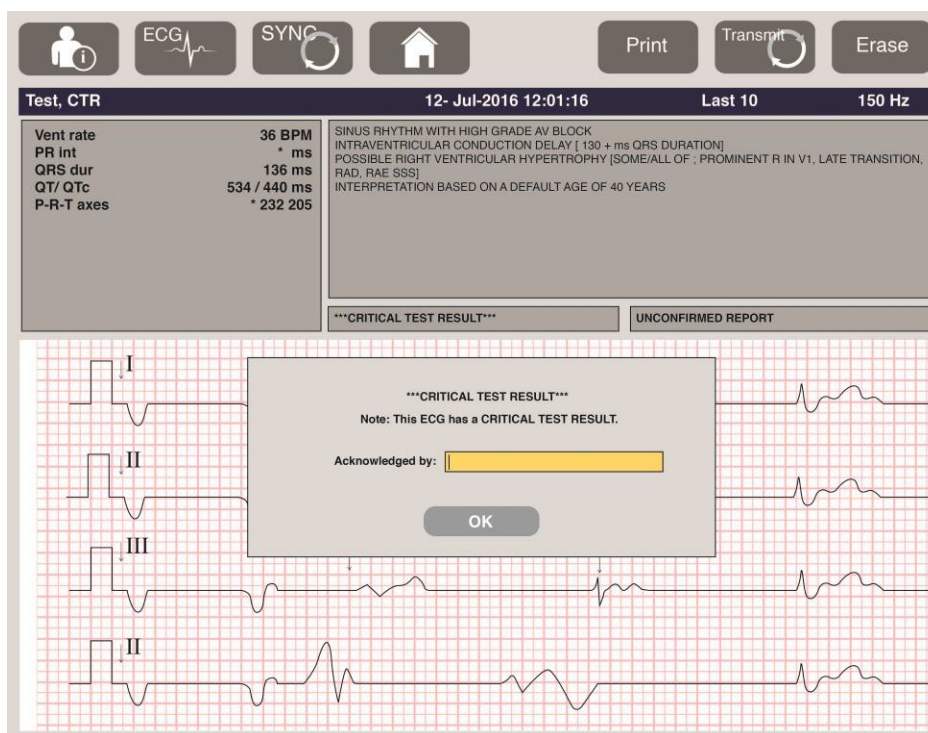 ECG
SYNC
Print
Transmit
Erase
Test, CTR 12- Jul-2016 12:01:16 Last 10 150 Hz
Vent rate 36 BPM
PR int * ms
QRS dur 136 ms
QT/ QTc 534 / 440 ms
P-R-T axes * 232 205
SINUS RHYTHM WITH HIGH GRADE AV BLOCK
INTRAVENTRICULAR CONDUCTION DELAY [ 130 + ms QRS DURATION]
POSSIBLE RIGHT VENTRICULAR HYPERTROPHY [SOME/ALL OF ; PROMINENT R IN V1, LATE TRANSITION,
RAD, RAE SSS]
INTERPRETATION BASED ON A DEFAULT AGE OF 40 YEARS
***CRITICAL TEST RESULT***
UNCONFIRMED REPORT
I
***CRITICAL TEST RESULT***
Note: This ECG has a CRITICAL TEST RESULT.
Acknowledged by:
OK
II
III
II